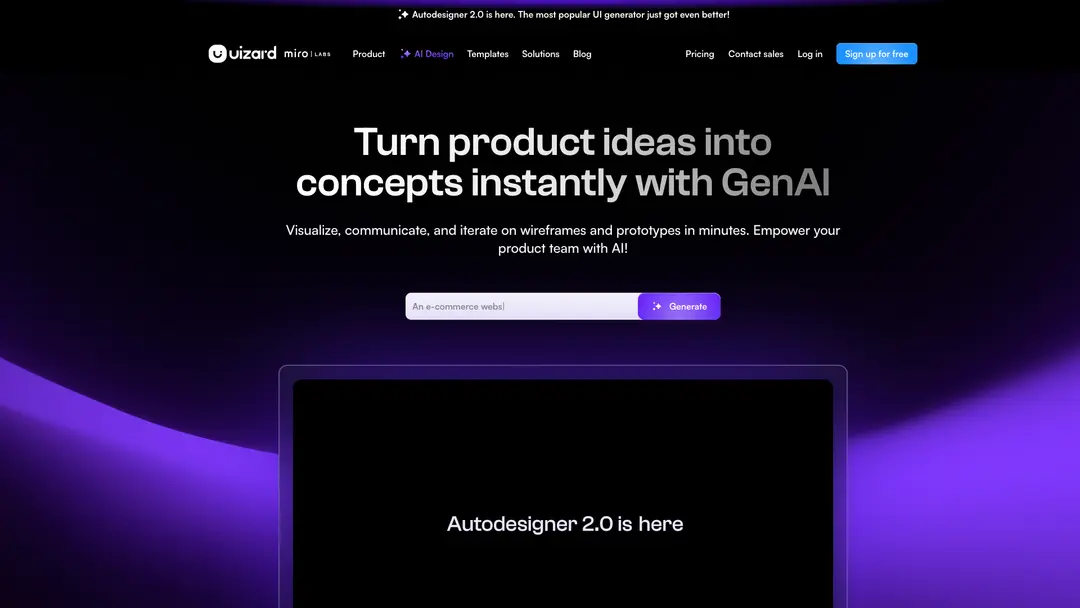 Autodesigner 2.0 is here. The most popular UI generator just got even better!
uizard miro | LABS Product AI Design Templates Solutions Blog Pricing Contact sales Log in Sign up for free
Turn product ideas into
concepts instantly with GenAI
Visualize, communicate, and iterate on wireframes and prototypes in minutes. Empower your
product team with AI!
An e-commerce webs Generate
Autodesigner 2.0 is here